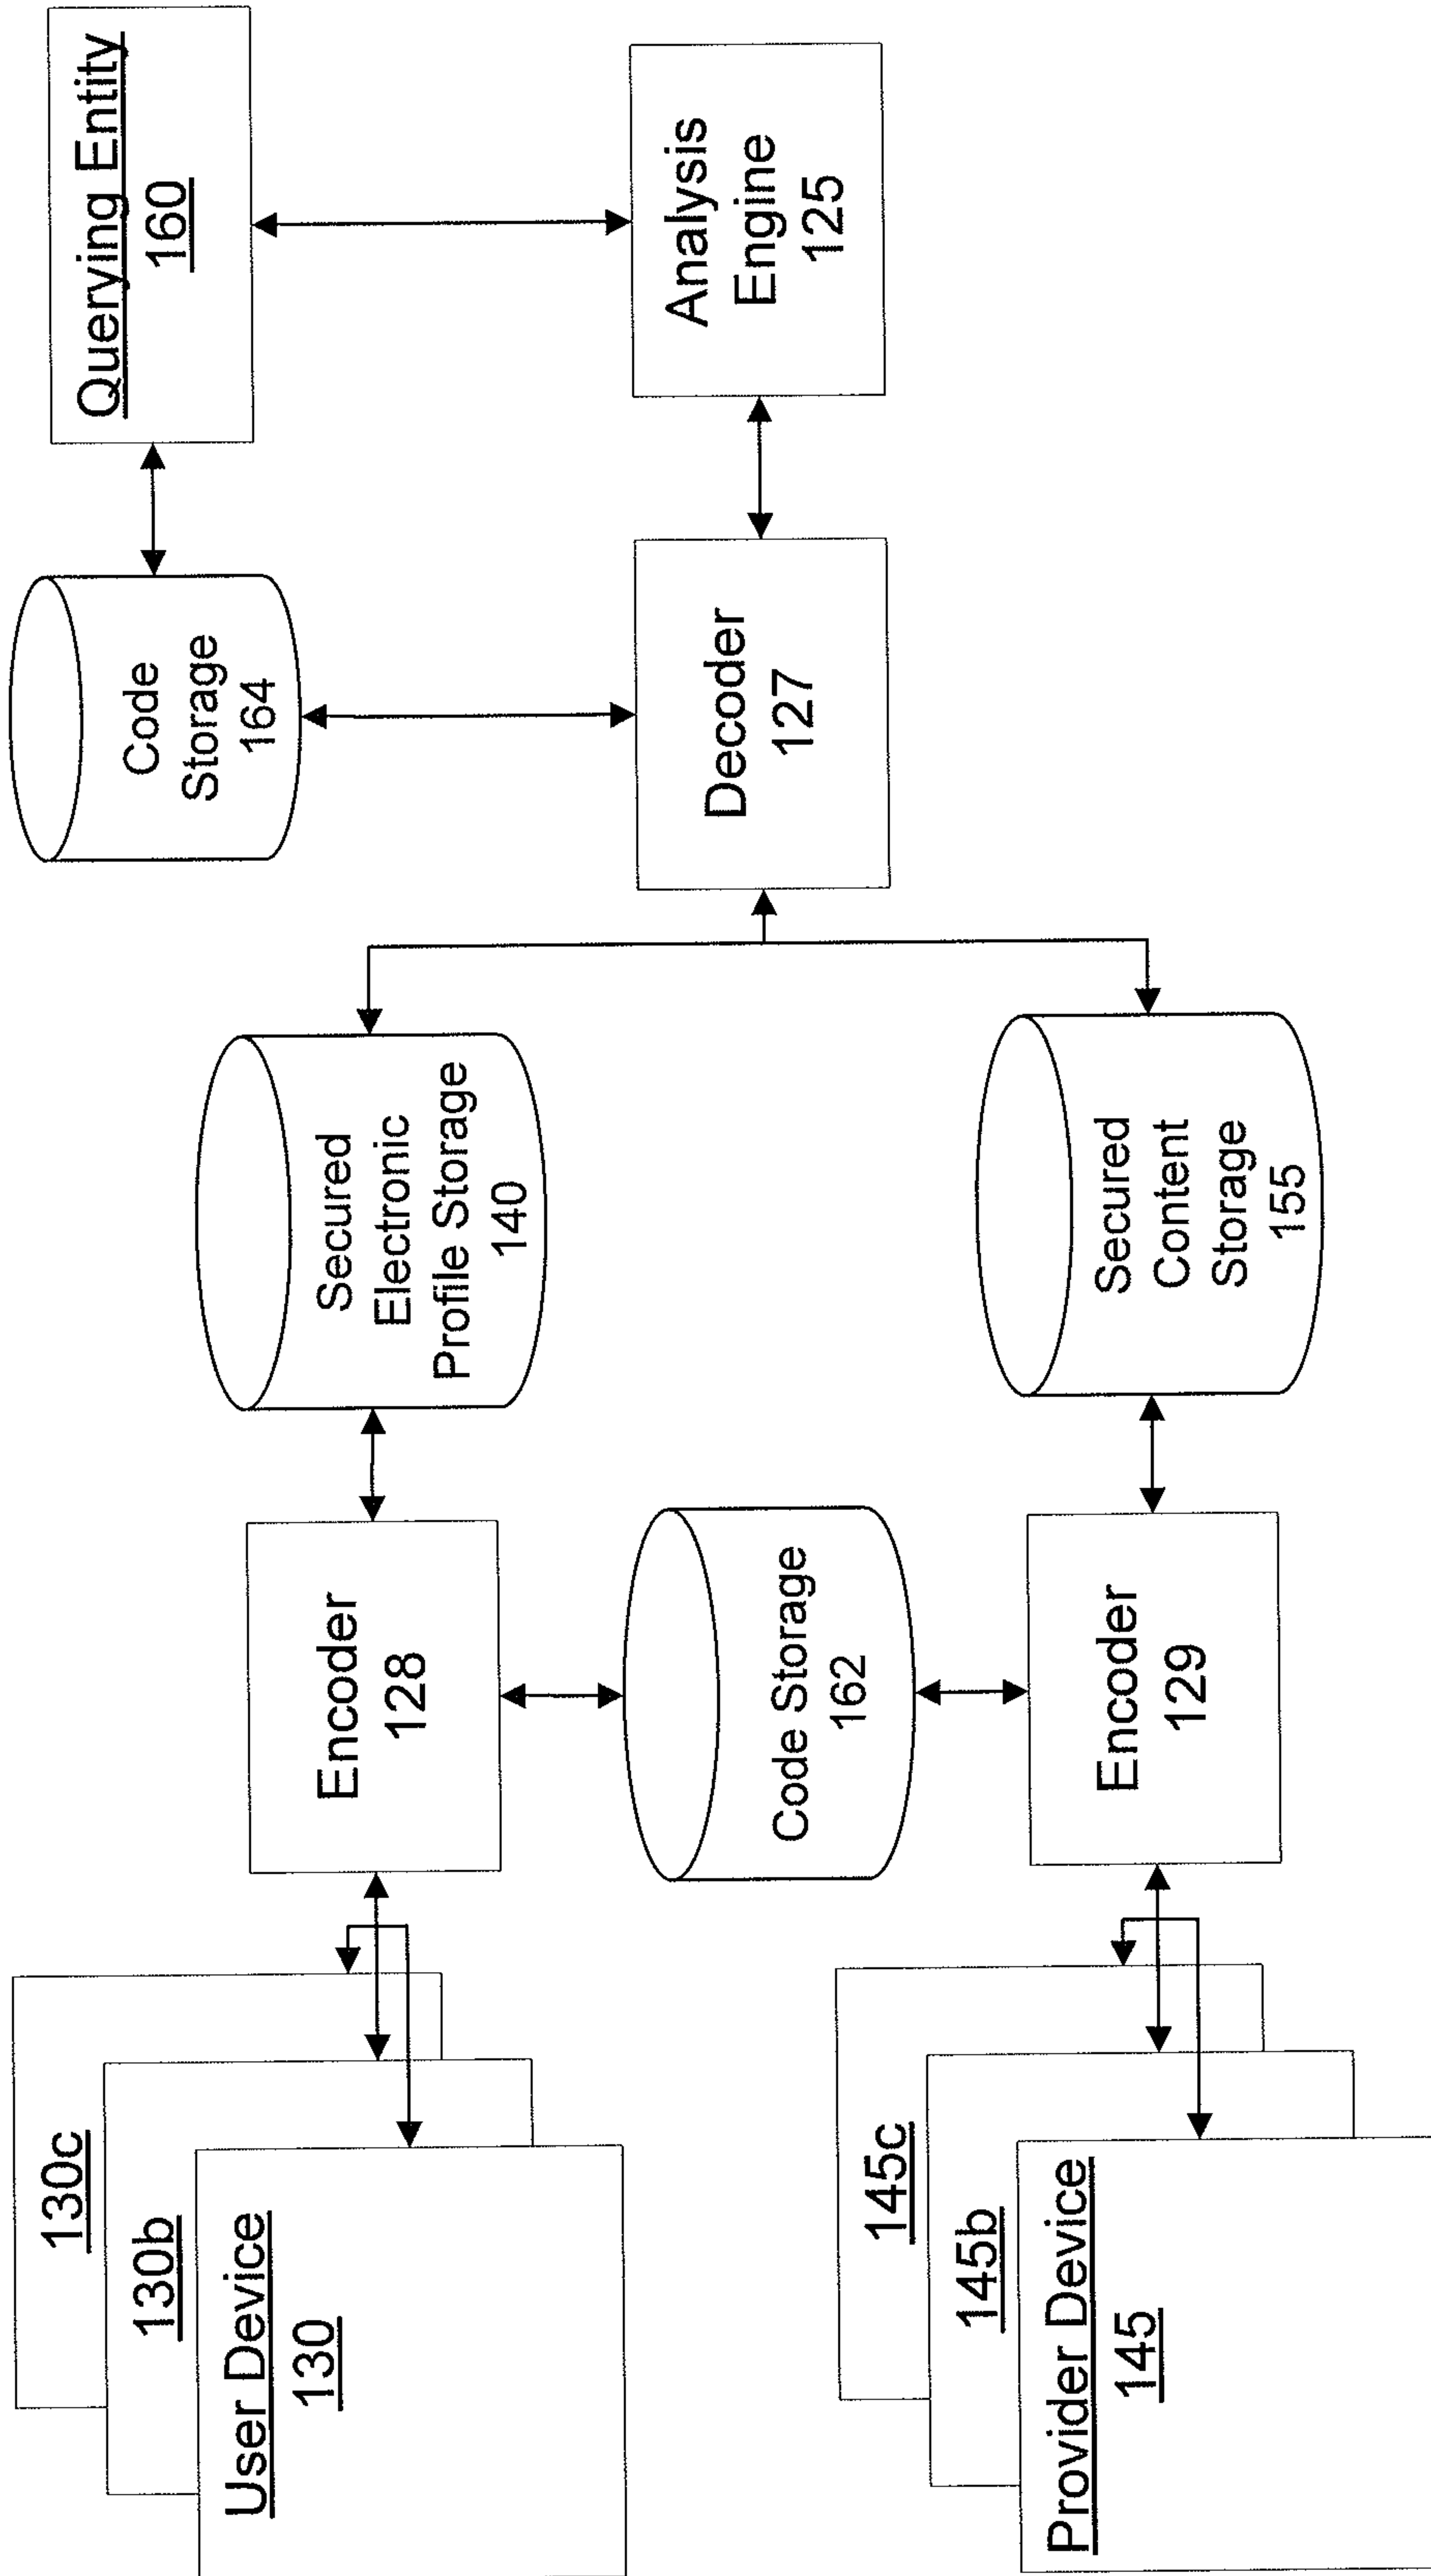 130c
130b
User Device
130
Encoder
128
Secured
Electronic
Profile Storage
140
Code
Storage
164
Querying Entity
160
Code Storage
162
Decoder
127
Analysis
Engine
125
145c
145b
Provider Device
145
Encoder
129
Secured
Content
Storage
155